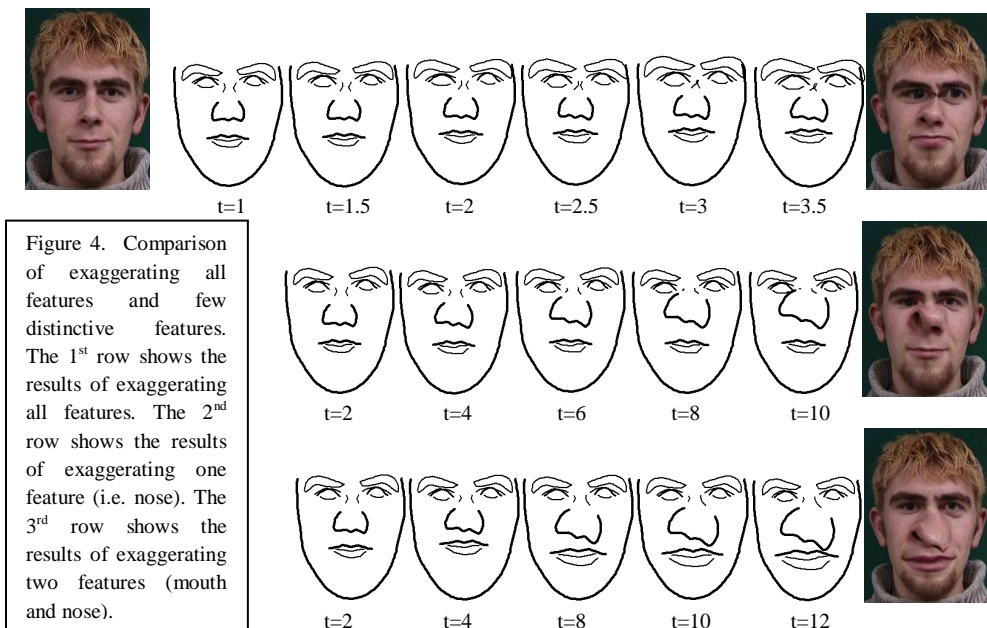 t=1 t=1.5 t=2 t=2.5 t=3 t=3.5
Figure 4. Comparison
of exaggerating all
features and few
distinctive features.
The 1st row shows the
results of exaggerating
all features. The 2nd
row shows the results
of exaggerating one
feature (i.e. nose). The
3rd row shows the
results of exaggerating
two features (mouth
and nose).
t=2 t=4 t=6 t=8 t=10
t=2 t=4 t=8 t=10 t=12